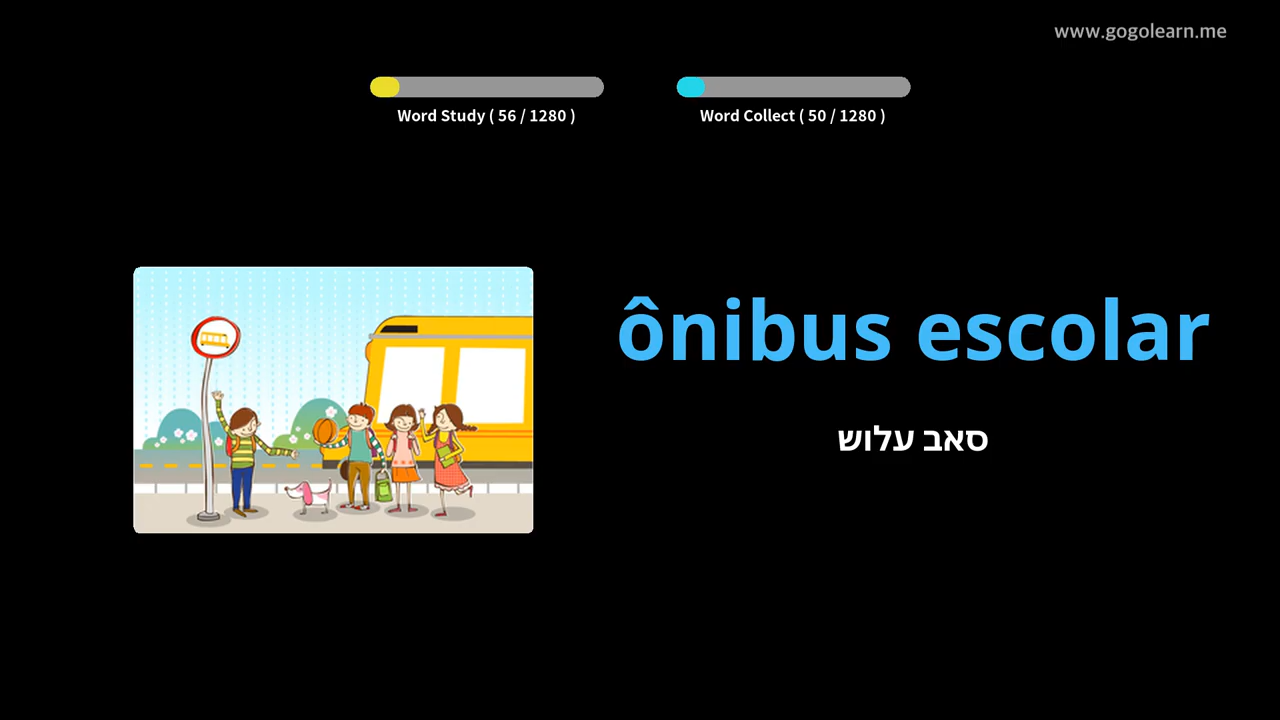 www.gogolearn.me
Word Study ( 56 / 1280 )
Word Collect ( 50 / 1280 )
ônibus escolar
סאב עלוש